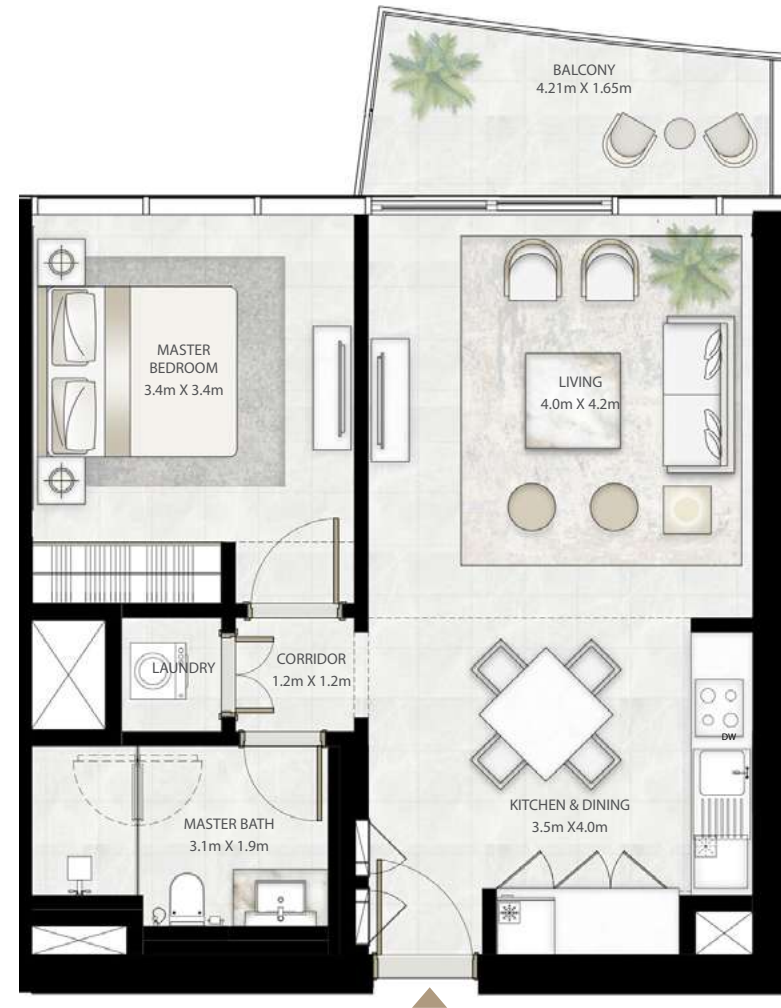 BALCONY
4.21m X 1.65m
MASTER
BEDROOM
3.4m X 3.4m
LIVING
4.0m X 4.2m
LAUNDRY
CORRIDOR
1.2m X 1.2m
DW
KITCHEN & DINING
3.5m X4.0m
MASTER BATH
3.1m X 1.9m